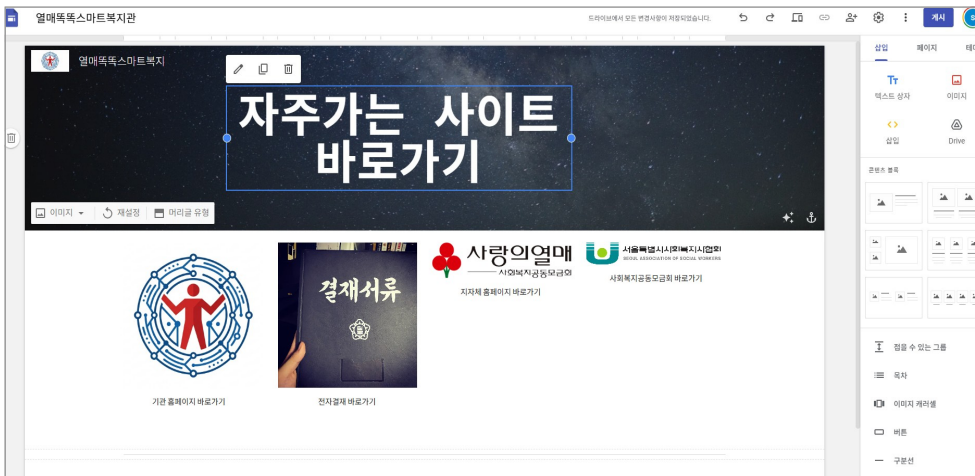 열매똑똑스마트복지관
드라이브에서 모든 변경사항이 저장되었습니다.
게시
S
열매똑똑스마트복지
자주가는 사이트
바로가기
이미지
재설정
머리글 유형
결재서류
사랑의열매
사회복지공동모금회
서울특별시사회복지사협회
SEOUL ASSOCIATION OF SOCIAL WORKERS
지자체 홈페이지 바로가기
사회복지공동모금회 바로가기
기관 홈페이지 바로가기
전자결재 바로가기
삽입
페이지
테
Tт
텍스트 상자
이미지
삽입
Drive
콘텐츠 블록
접을 수 있는 그룹
목차
이미지 캐러셀
버튼
구분선